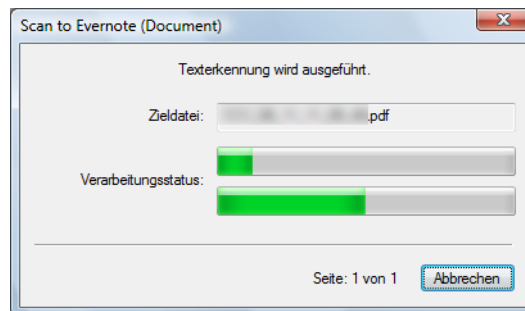 Scan to Evernote (Document)
Texterkennung wird ausgeführt.
Zieldatei: .pdf
Verarbeitungsstatus:
Seite: 1 von 1 Abbrechen